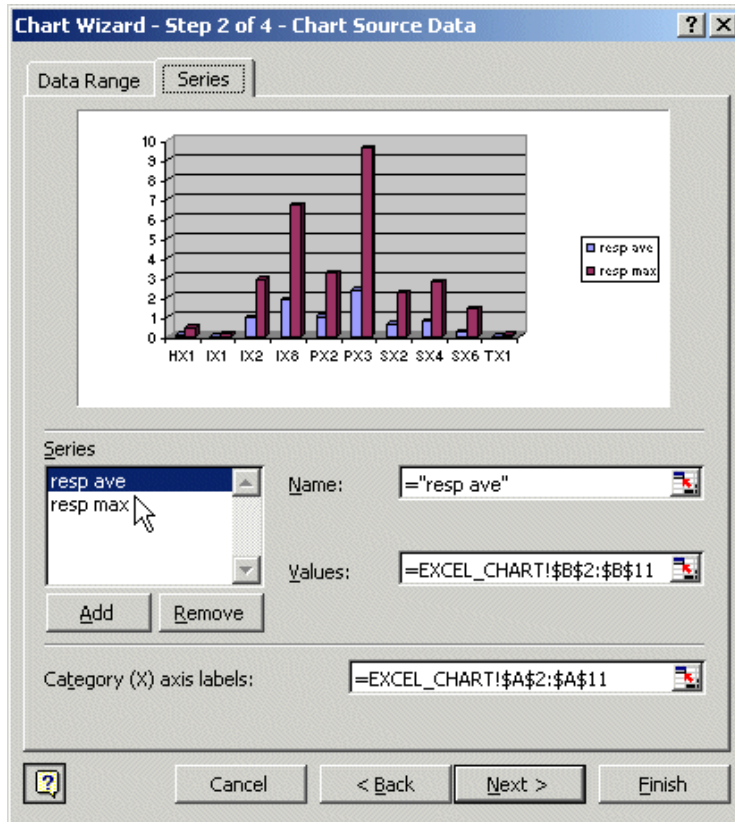 Chart Wizard - Step 2 of 4 - Chart Source Data
Data Range Series
10
9
8
7
6
5
4
3
2
1
0
HX1 IX1 IX2 IX8 PX2 PX3 SX2 SX4 SX6 TX1
resp ave
resp max
Series
resp ave
resp max
Name: ="resp ave"
Values: =EXCEL_CHART!$B$2:$B$11
Add Remove
Category (X) axis labels: =EXCEL_CHART!$A$2:$A$11
Cancel < Back Next > Finish